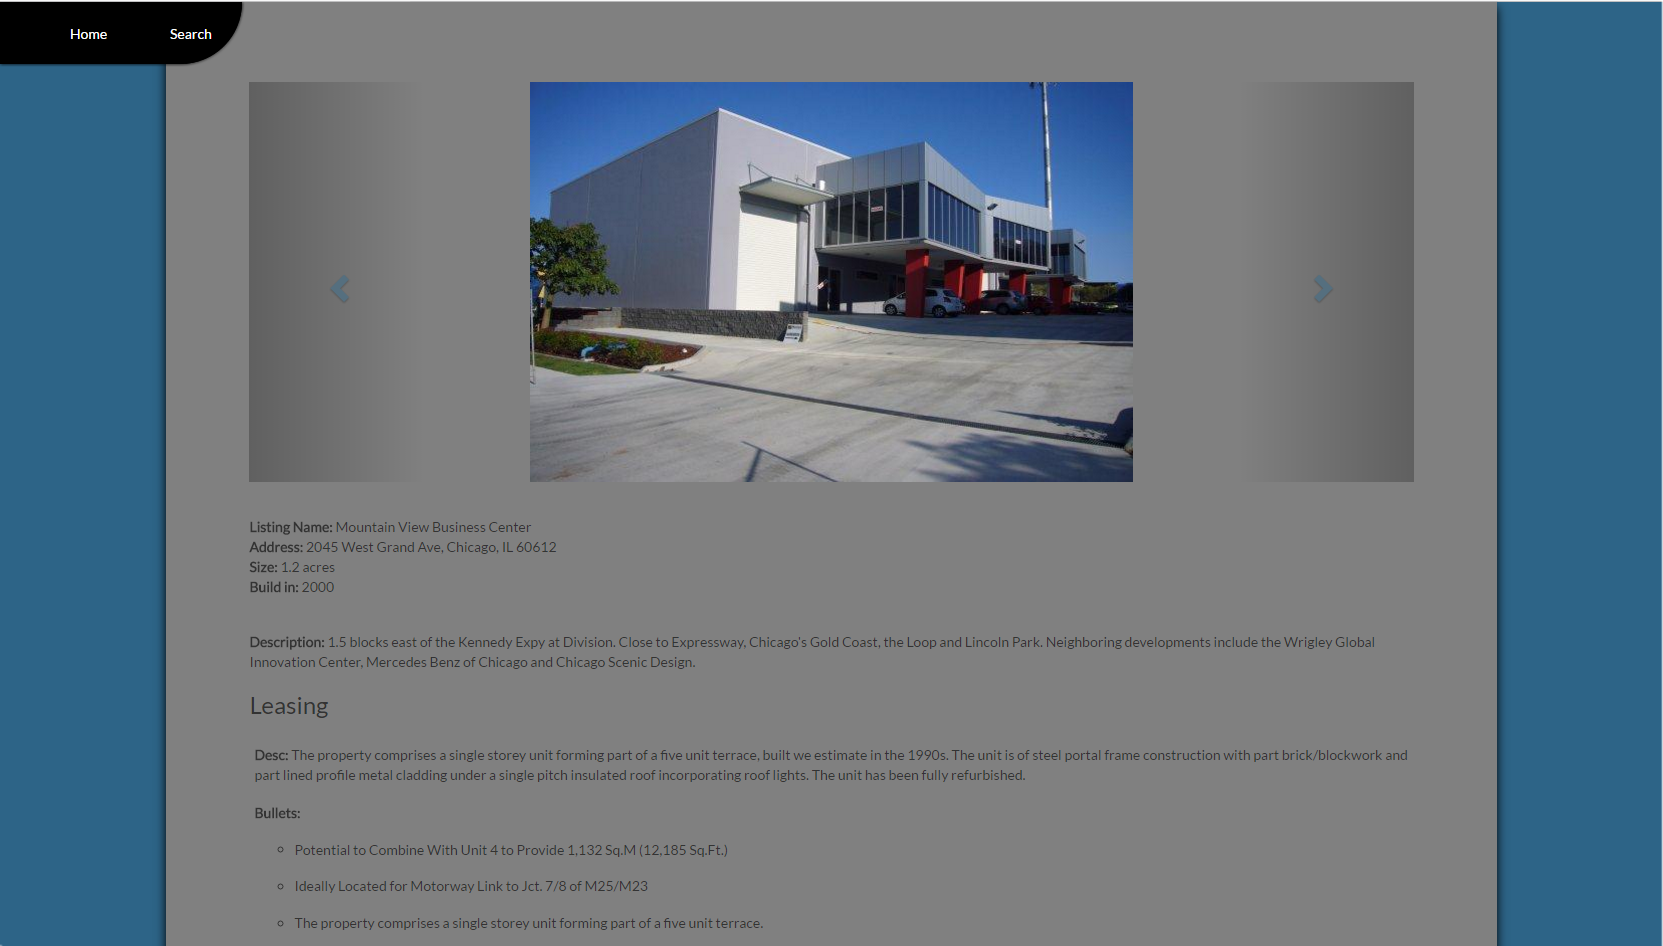 Home
Search
Listing Name: Mountain View Business Center
Address: 2045 West Grand Ave, Chicago, IL 60612
Size: 1.2 acres
Build in: 2000
Description: 1.5 blocks east of the Kennedy Expy at Division. Close to Expressway, Chicago's Gold Coast, the Loop and Lincoln Park. Neighboring developments include the Wrigley Global
Innovation Center, Mercedes Benz of Chicago and Chicago Scenic Design.
Leasing
Desc: The property comprises a single storey unit forming part of a five unit terrace, built we estimate in the 1990s. The unit is of steel portal frame construction with part brick/blockwork and
part lined profile metal cladding under a single pitch insulated roof incorporating roof lights. The unit has been fully refurbished.
Bullets:
Potential to Combine With Unit 4 to Provide 1,132 Sq.M (12,185 Sq.Ft.)
Ideally Located for Motorway Link to Jct. 7/8 of M25/M23
The property comprises a single storey unit forming part of a five unit terrace.